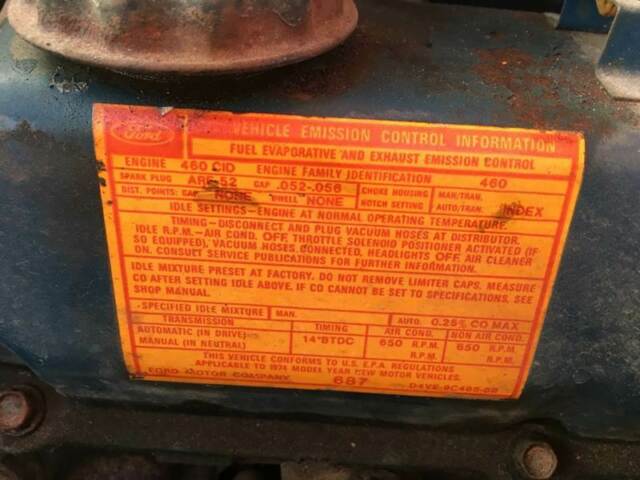 Ford
VEHICLE EMISSION CONTROL INFORMATION
FUEL EVAPORATIVE AND EXHAUST EMISSION CONTROL
ENGINE 460 CID ENGINE FAMILY IDENTIFICATION 460
SPARK PLUG ARF-52 GAP .052-.056 CHOKE HOUSING NOTCH SETTING MAN/TRAN.
DIST. POINTS: GAP NONE DWELL NONE AUTO/TRAN. INDEX
IDLE SETTINGS-ENGINE AT NORMAL OPERATING TEMPERATURE.
TIMING-DISCONNECT AND PLUG VACUUM HOSES AT DISTRIBUTOR.
IDLE R.P.M.-AIR COND. OFF, THROTTLE SOLENOID POSITIONER ACTIVATED (IF
SO EQUIPPED), VACUUM HOSES CONNECTED, HEADLIGHTS OFF, AIR CLEANER
ON. CONSULT SERVICE PUBLICATIONS FOR FURTHER INFORMATION.
IDLE MIXTURE PRESET AT FACTORY. DO NOT REMOVE LIMITER CAPS. MEASURE
CO AFTER SETTING IDLE ABOVE. IF CO CANNOT BE SET TO SPECIFICATIONS, SEE
SHOP MANUAL.
SPECIFIED IDLE MIXTURE MAN. AUTO. 0.25% CO MAX
TRANSMISSION TIMING AIR COND. AIR COND.
AUTOMATIC (IN DRIVE) 14°BTDC 650 R.P.M. 650 R.P.M.
MANUAL (IN NEUTRAL) R.P.M. R.P.M.
THIS VEHICLE CONFORMS TO U.S. E.P.A. REGULATIONS
APPLICABLE TO 1974 MODEL YEAR NEW MOTOR VEHICLES.
FORD MOTOR COMPANY 687